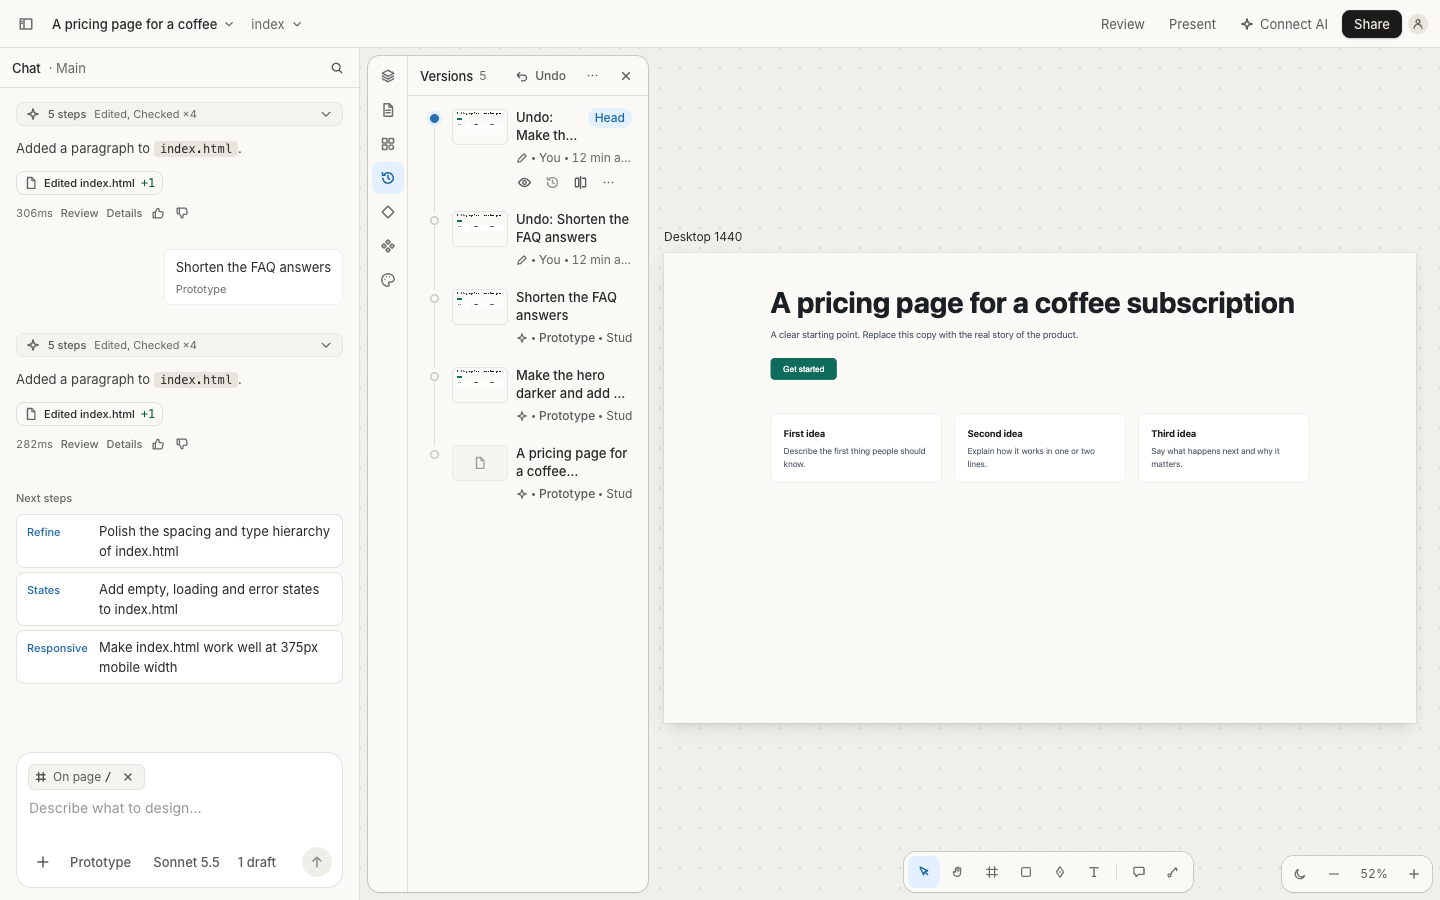 A pricing page for a coffee
index
Review
Present
Connect AI
Share
Chat · Main
5 steps Edited, Checked ×4
Added a paragraph to index.html.
Edited index.html +1
306ms Review Details
Shorten the FAQ answers
Prototype
5 steps Edited, Checked ×4
Added a paragraph to index.html.
Edited index.html +1
282ms Review Details
Next steps
Refine Polish the spacing and type hierarchy
of index.html
States Add empty, loading and error states
to index.html
Responsive Make index.html work well at 375px
mobile width
On page /
Describe what to design...
Prototype Sonnet 5.5 1 draft
Versions 5 Undo
Undo: Head
Make th...
• You • 12 min a...
Undo: Shorten the
FAQ answers
• You • 12 min a...
Shorten the FAQ
answers
• Prototype • Stud
Make the hero
darker and add ...
• Prototype • Stud
A pricing page for
a coffee...
• Prototype • Stud
Desktop 1440
A pricing page for a coffee subscription
A clear starting point. Replace this copy with the real story of the product.
Get started
First idea
Describe the first thing people should
know.
Second idea
Explain how it works in one or two
lines.
Third idea
Say what happens next and why it
matters.
52%